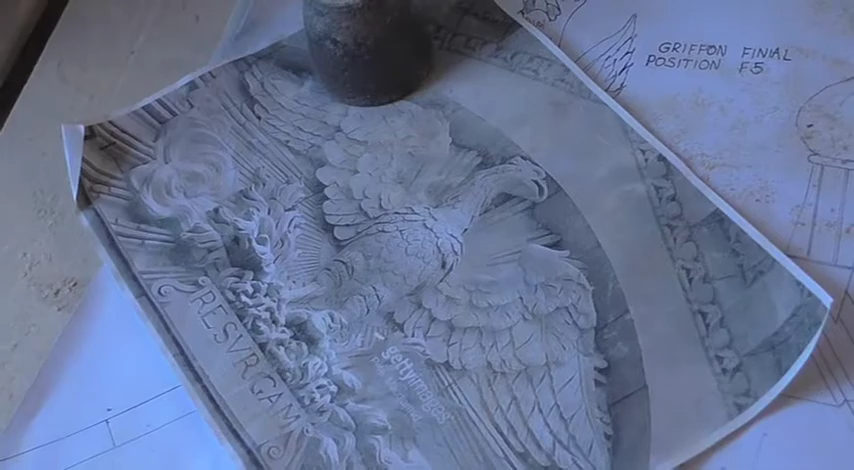 GRIFFON FINIAL
POSITION F5
RESVRGAM
gettyimages